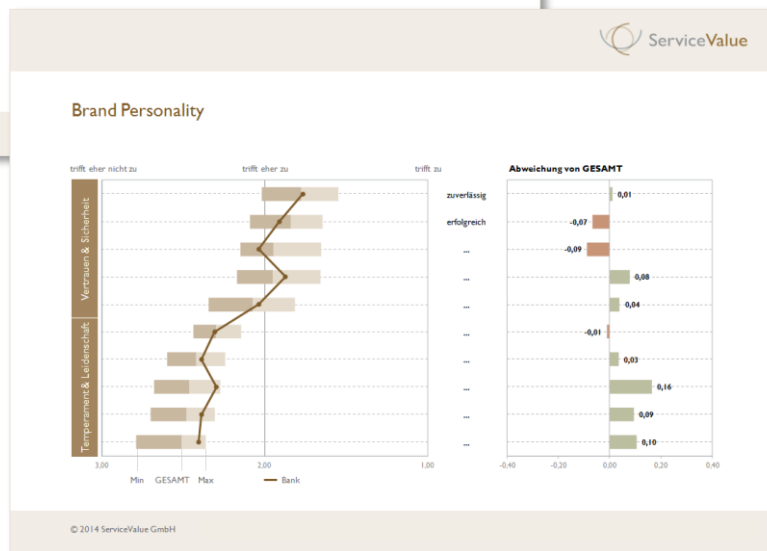 ServiceValue
Brand Personality
trifft eher nicht zu
trifft eher zu
trifft zu
Abweichung von GESAMT
Vertrauen & Sicherheit
zuverlässig
0,01
erfolgreich
-0,07
...
-0,09
...
0,08
...
0,04
Temperament & Leidenschaft
...
-0,01
...
0,03
...
0,16
...
0,09
...
0,10
3,00
2,00
1,00
-0,40
-0,20
0,00
0,20
0,40
Min
GESAMT
Max
Bank
© 2014 ServiceValue GmbH